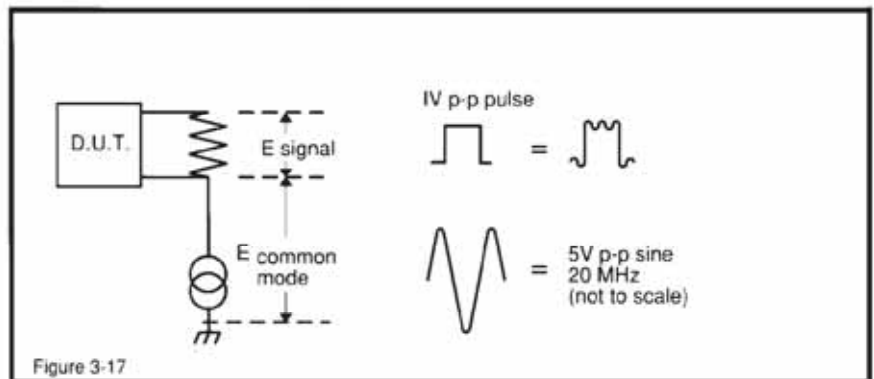 D.U.T.
E signal
E common
mode
IV p-p pulse
=
=
5V p-p sine
20 MHz
(not to scale)
Figure 3-17